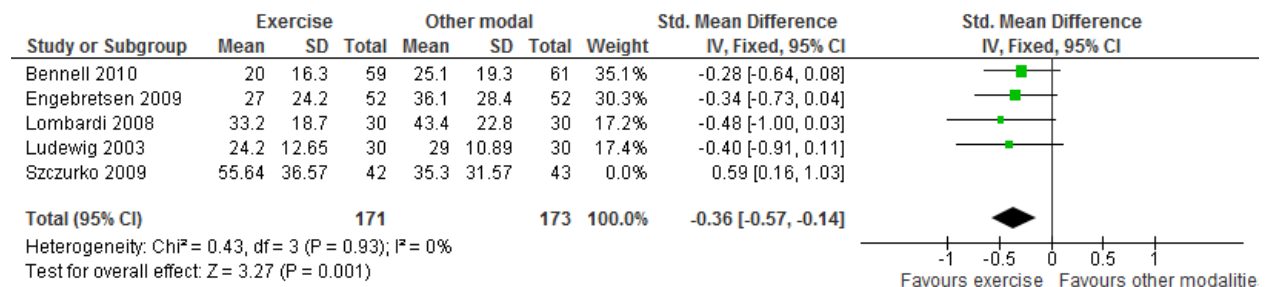 Exercise Other modal Std. Mean Difference Std. Mean Difference
Study or Subgroup Mean SD Total Mean SD Total Weight IV, Fixed, 95% CI IV, Fixed, 95% CI
Bennell 2010 20 16.3 59 25.1 19.3 61 35.1% -0.28 [-0.64, 0.08]
Engebretsen 2009 27 24.2 52 36.1 28.4 52 30.3% -0.34 [-0.73, 0.04]
Lombardi 2008 33.2 18.7 30 43.4 22.8 30 17.2% -0.48 [-1.00, 0.03]
Ludewig 2003 24.2 12.65 30 29 10.89 30 17.4% -0.40 [-0.91, 0.11]
Szczurko 2009 55.64 36.57 42 35.3 31.57 43 0.0% 0.59 [0.16, 1.03]
Total (95% CI) 171 173 100.0% -0.36 [-0.57, -0.14]
Heterogeneity: Chi² = 0.43, df = 3 (P = 0.93); I² = 0%
Test for overall effect: Z = 3.27 (P = 0.001)
-1 -0.5 0 0.5 1
Favours exercise Favours other modalitie